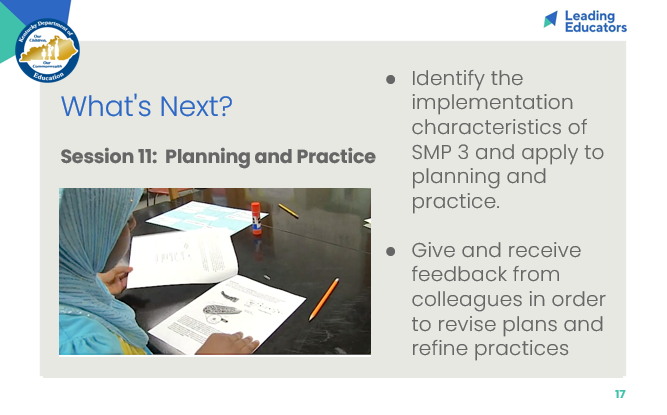 Leading
Educators
Kentucky Department of
Our
Children,
Our
Commonwealth
Education
What's Next?
Session 11:  Planning and Practice
● Identify the
implementation
characteristics of
SMP 3 and apply to
planning and
practice.
● Give and receive
feedback from
colleagues in order
to revise plans and
refine practices
17